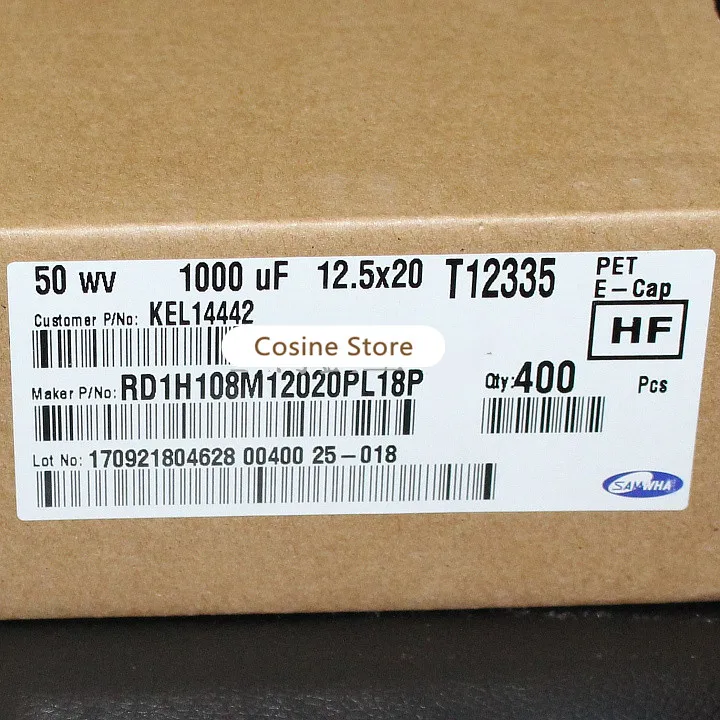 50 WV 1000 uF 12.5x20 T12335 PET
E-Cap
Customer P/No: KEL14442
HF
Cosine Store
Maker P/No: RD1H108M12020PL18P Qty: 400 Pcs
Lot No: 170921804628 00400 25-018
SAMWHA